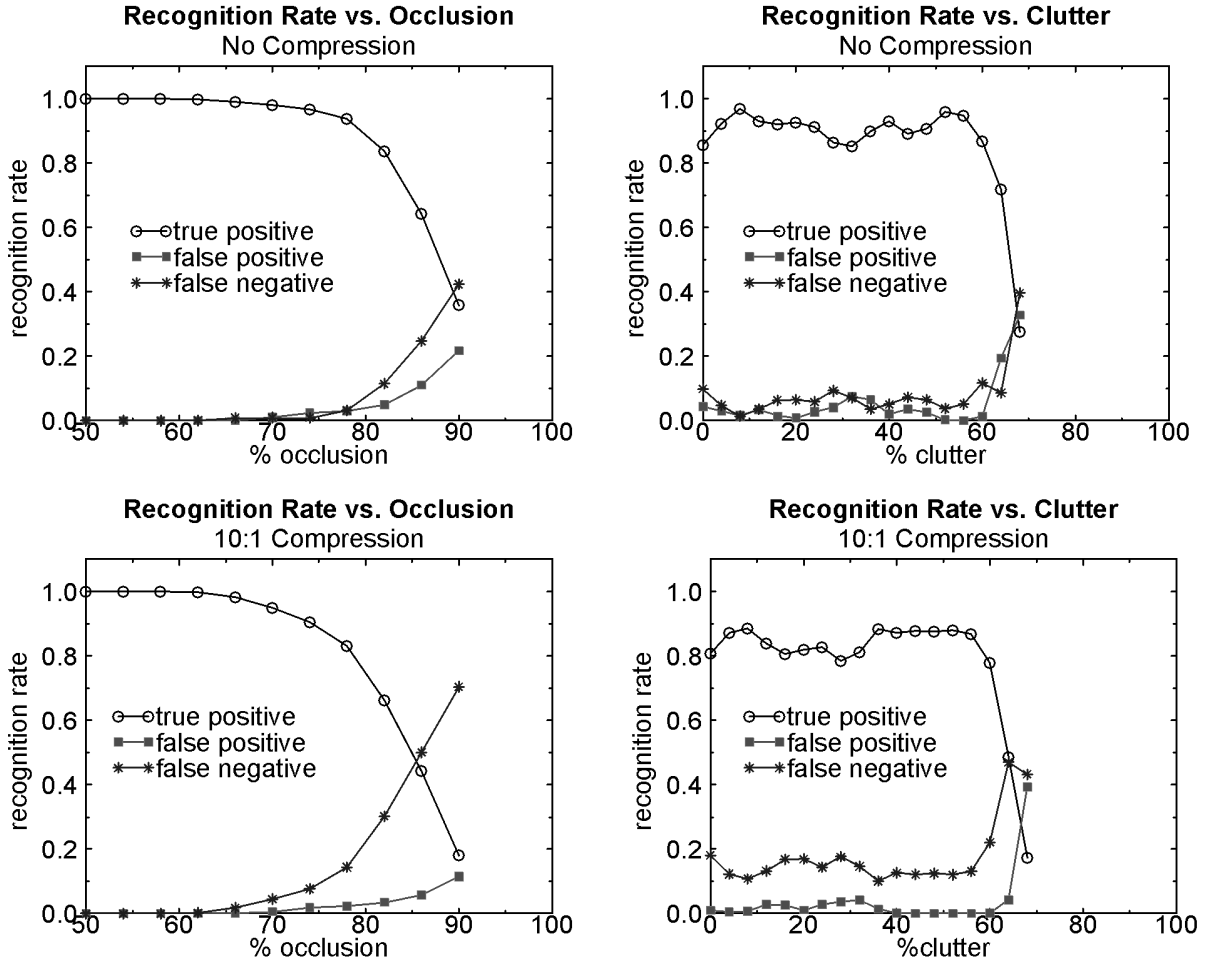 Recognition Rate vs. Occlusion
No Compression
1.0
0.8
0.6
0.4
0.2
0.0
recognition rate
true positive
false positive
false negative
50 60 70 80 90 100
% occlusion
Recognition Rate vs. Clutter
No Compression
1.0
0.8
0.6
0.4
0.2
0.0
recognition rate
true positive
false positive
false negative
0 20 40 60 80 100
% clutter
Recognition Rate vs. Occlusion
10:1 Compression
1.0
0.8
0.6
0.4
0.2
0.0
recognition rate
true positive
false positive
false negative
50 60 70 80 90 100
% occlusion
Recognition Rate vs. Clutter
10:1 Compression
1.0
0.8
0.6
0.4
0.2
0.0
recognition rate
true positive
false positive
false negative
0 20 40 60 80 100
%clutter